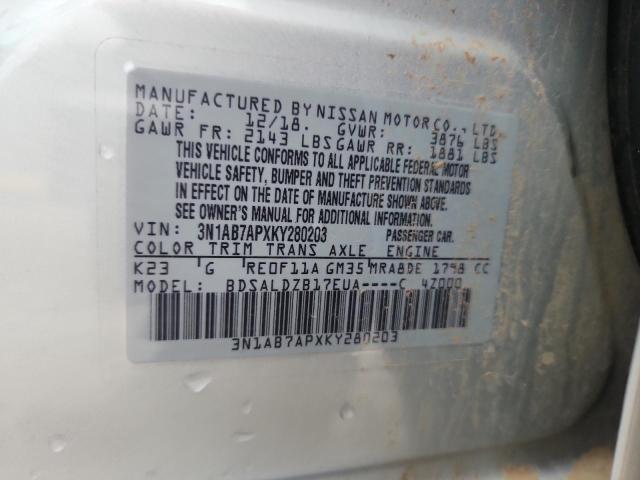 MANUFACTURED BY NISSAN MOTOR CO., LTD.
DATE: 12/18. GVWR: 3876 LBS
GAWR FR: 2143 LBS GAWR RR: 1881 LBS
THIS VEHICLE CONFORMS TO ALL APPLICABLE FEDERAL MOTOR
VEHICLE SAFETY, BUMPER AND THEFT PREVENTION STANDARDS
IN EFFECT ON THE DATE OF MANUFACTURE SHOWN ABOVE.
SEE OWNER'S MANUAL FOR ADDITIONAL INFORMATION.
VIN: 3N1AB7APXKY280203 PASSENGER CAR.
COLOR TRIM TRANS AXLE ENGINE
K23 G RE0F11A GM35 MRA8DE 1798 CC
MODEL: BDSALDZB17EUA----C 4Z000
3N1AB7APXKY280203